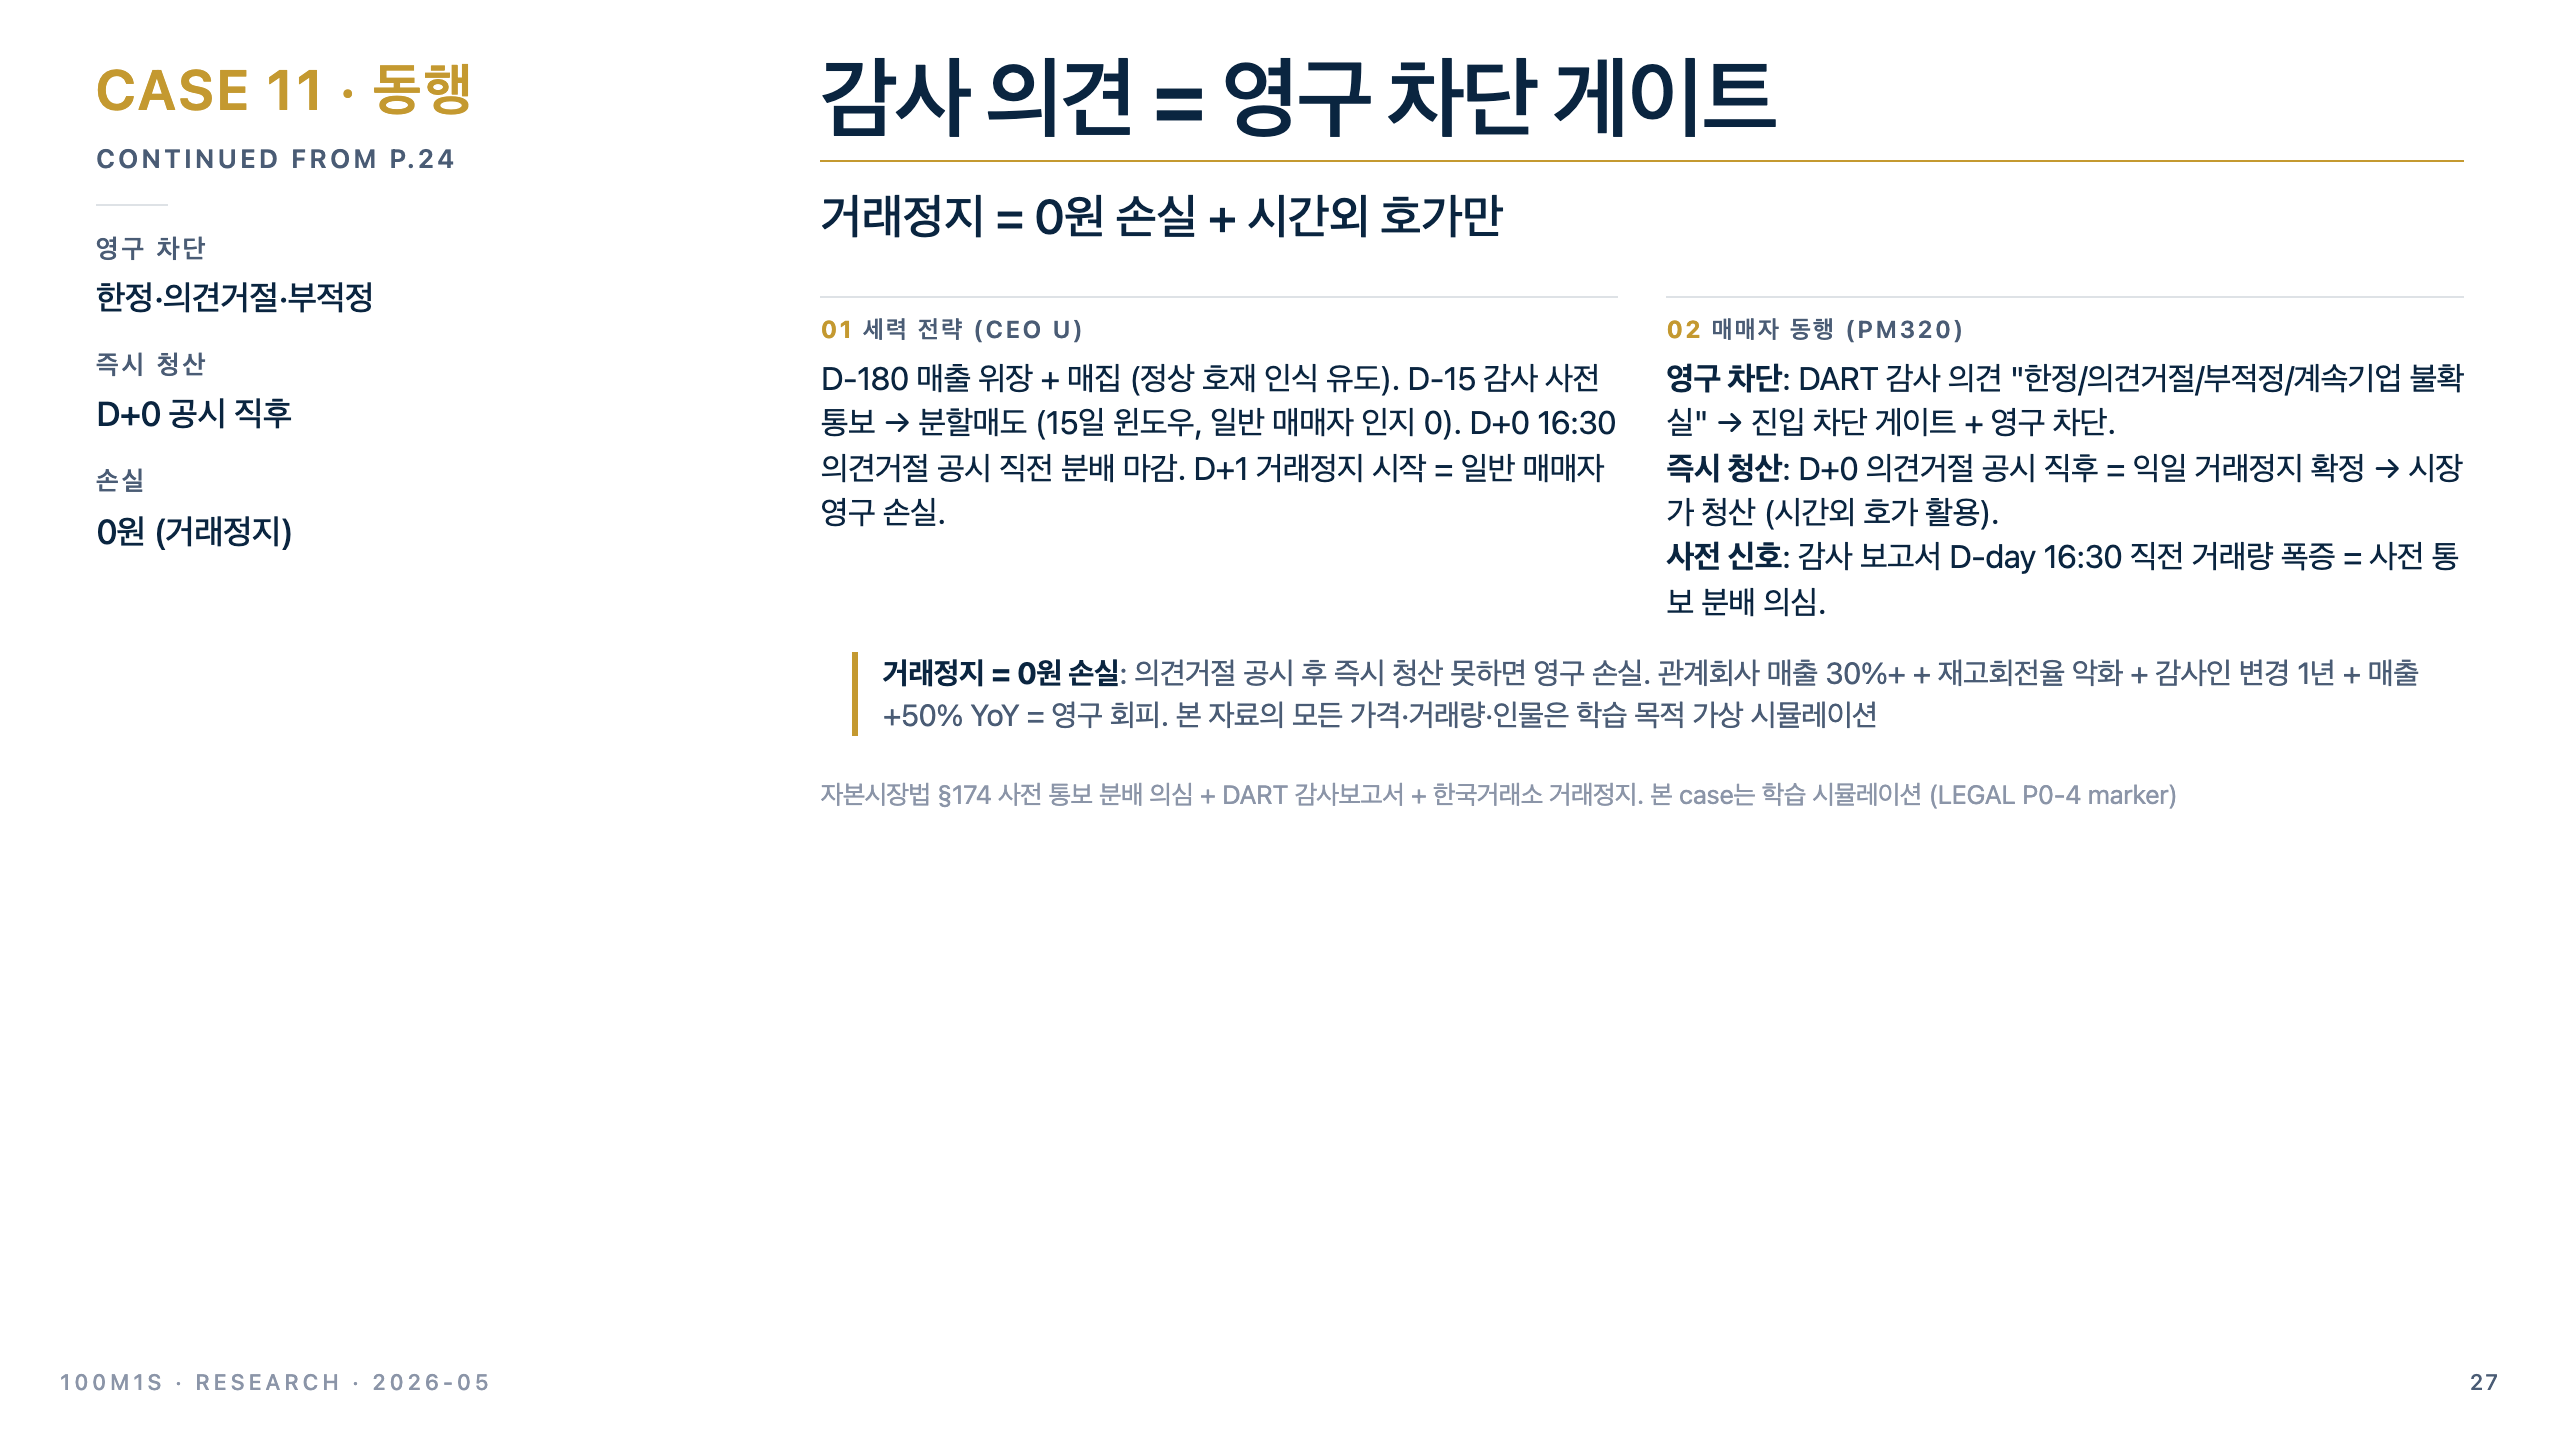 CASE 11 · 동행
CONTINUED FROM P.24
영구 차단
한정·의견거절·부적정
즉시 청산
D+0 공시 직후
손실
0원 (거래정지)
감사 의견 = 영구 차단 게이트
거래정지 = 0원 손실 + 시간외 호가만
01 세력 전략 (CEO U)
D-180 매출 위장 + 매집 (정상 호재 인식 유도). D-15 감사 사전
통보 → 분할매도 (15일 윈도우, 일반 매매자 인지 0). D+0 16:30
의견거절 공시 직전 분배 마감. D+1 거래정지 시작 = 일반 매매자
영구 손실.
02 매매자 동행 (PM320)
영구 차단: DART 감사 의견 "한정/의견거절/부적정/계속기업 불확
실" → 진입 차단 게이트 + 영구 차단.
즉시 청산: D+0 의견거절 공시 직후 = 익일 거래정지 확정 → 시장
가 청산 (시간외 호가 활용).
사전 신호: 감사 보고서 D-day 16:30 직전 거래량 폭증 = 사전 통
보 분배 의심.
거래정지 = 0원 손실: 의견거절 공시 후 즉시 청산 못하면 영구 손실. 관계회사 매출 30%+ + 재고회전율 악화 + 감사인 변경 1년 + 매출
+50% YoY = 영구 회피. 본 자료의 모든 가격·거래량·인물은 학습 목적 가상 시뮬레이션
자본시장법 §174 사전 통보 분배 의심 + DART 감사보고서 + 한국거래소 거래정지. 본 case는 학습 시뮬레이션 (LEGAL P0-4 marker)
100M1S · RESEARCH · 2026-05
27